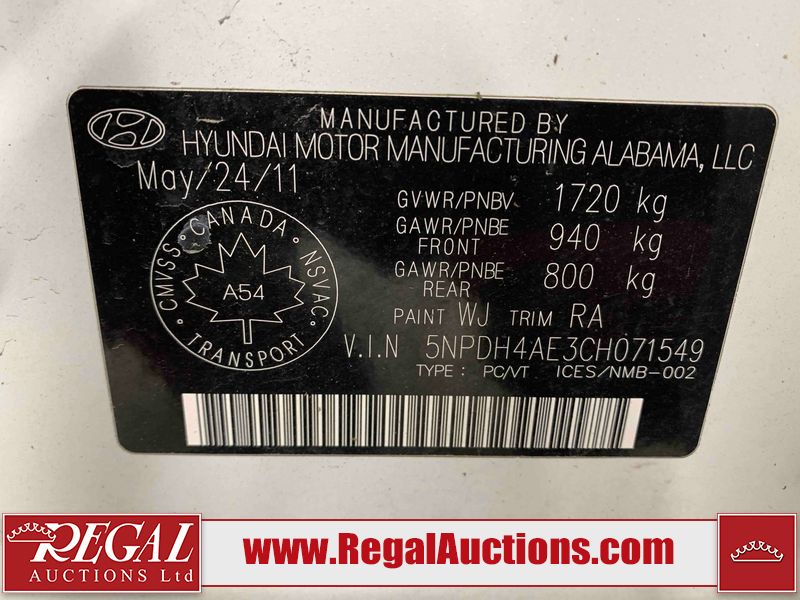 MANUFACTURED BY
HYUNDAI MOTOR MANUFACTURING ALABAMA, LLC
May/24/11
GVWR/PNBV 1720 kg
GAWR/PNBE FRONT 940 kg
GAWR/PNBE REAR 800 kg
PAINT WJ TRIM RA
V.I.N 5NPDH4AE3CH071549
TYPE: PC/VT ICES/NMB-002
CANADA
CMVSS NSVAC
A54
TRANSPORT
REGAL
AUCTIONS Ltd
www.RegalAuctions.com